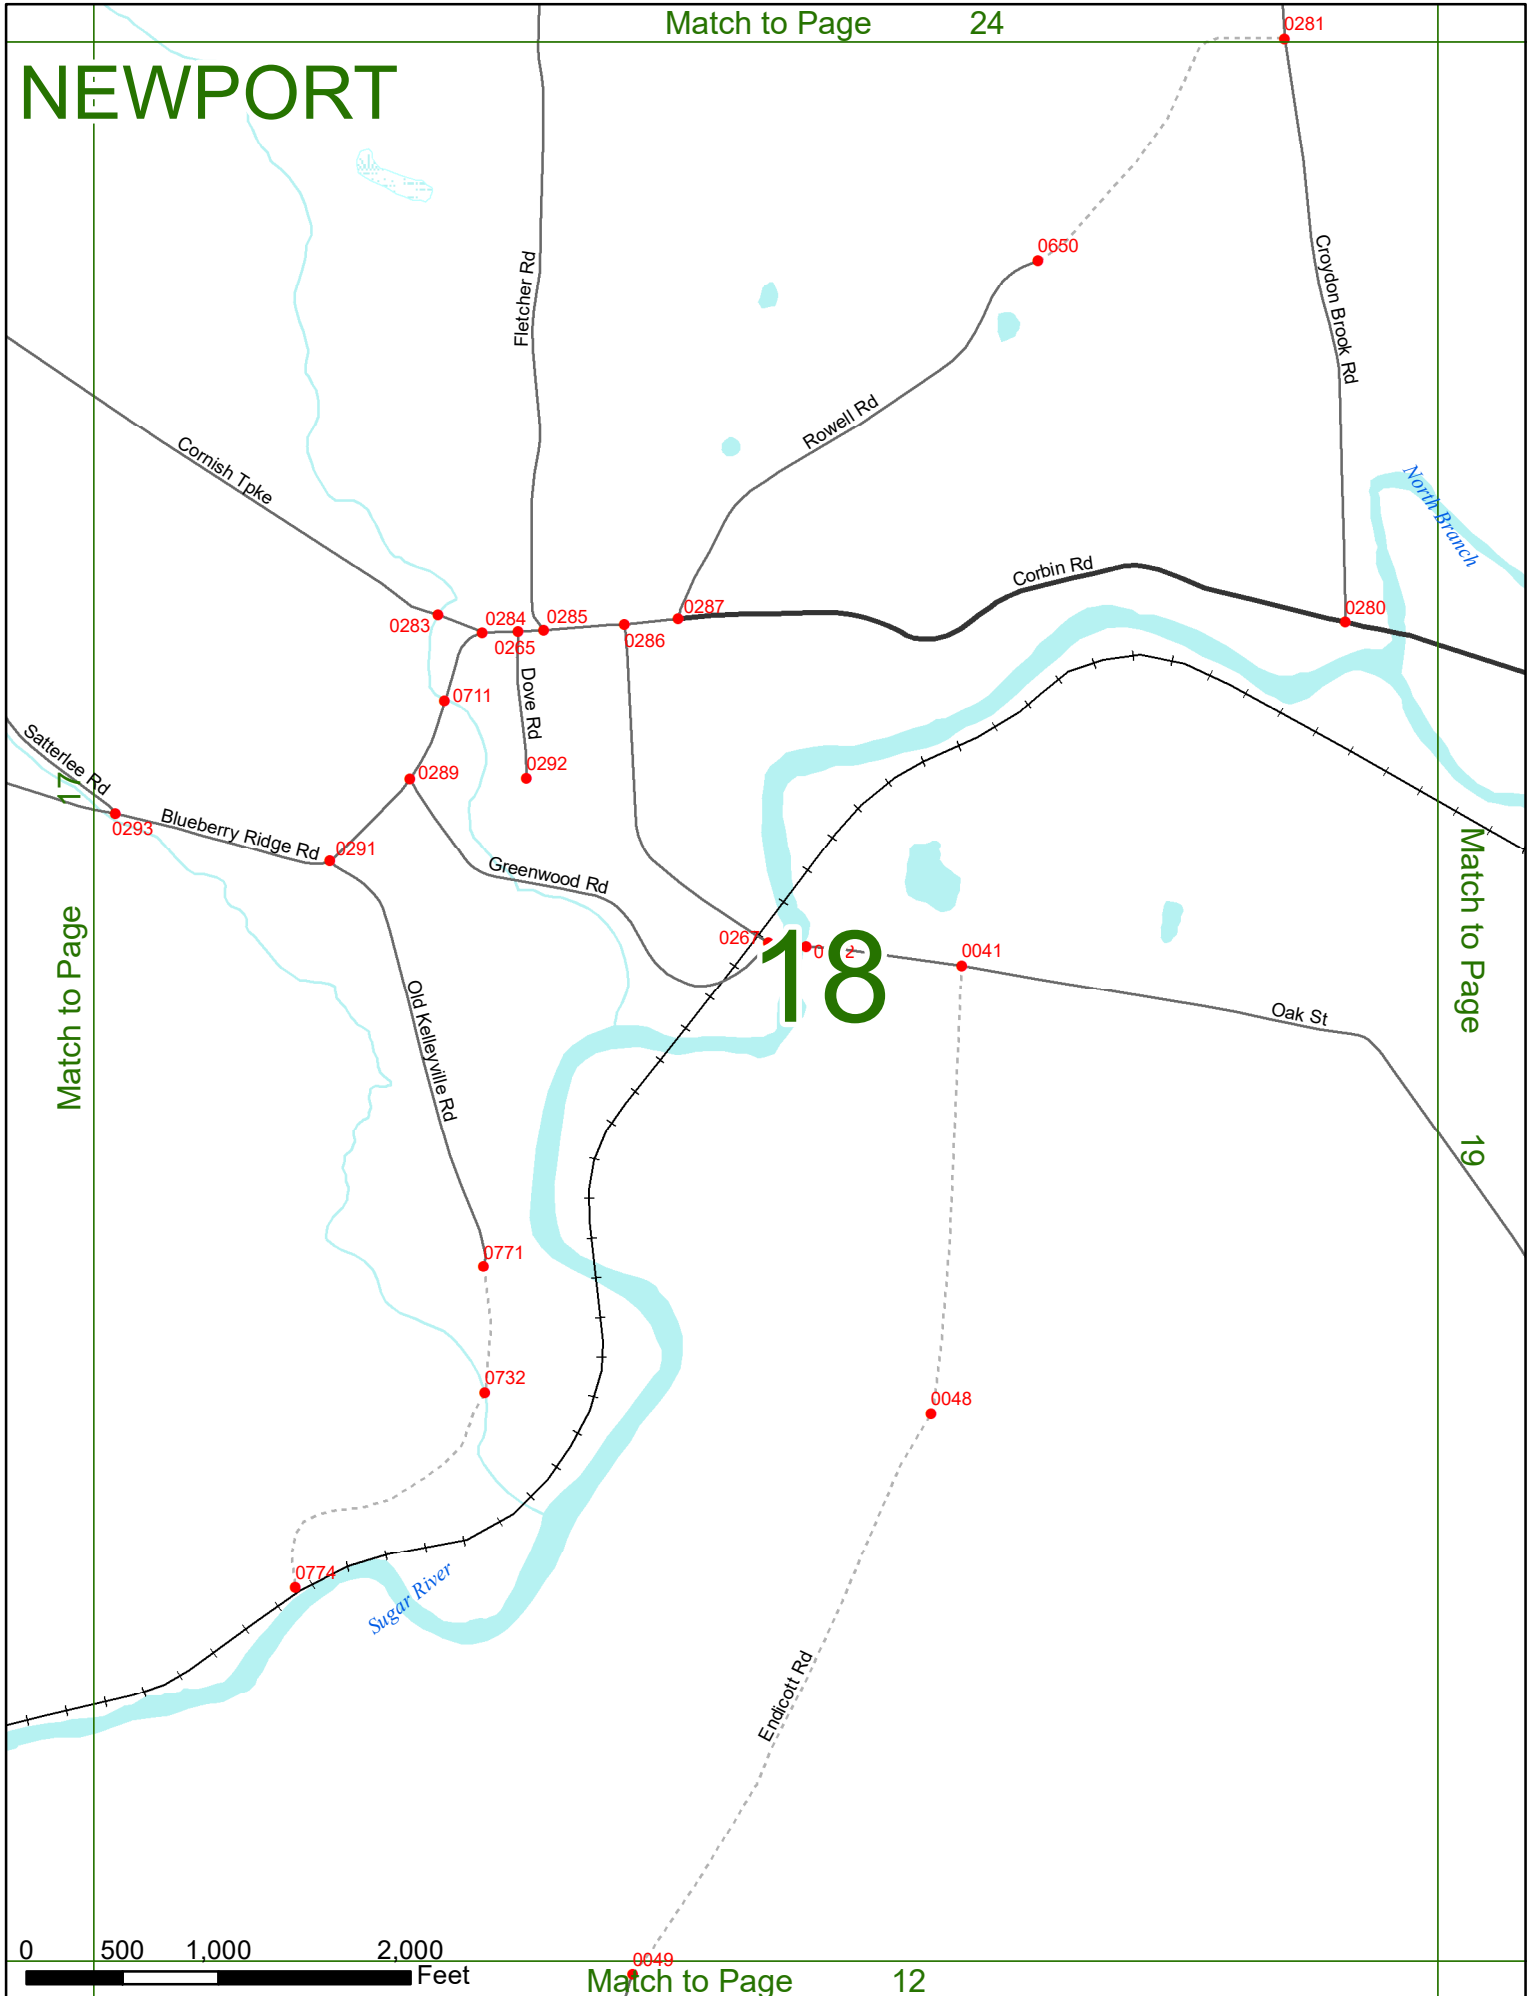 Match to Page 24
0281
NEWPORT
0650
Fletcher Rd
Croydon Brook Rd
Rowell Rd
Cornish Tpke
North Branch
Corbin Rd
0287
0280
0283
0284
0285
0265
0286
0711
Dove Rd
Satterlee Rd
17
0289
0292
0293
Blueberry Ridge Rd
0291
Greenwood Rd
Match to Page
Match to Page
0267
18
0041
Oak St
Old Kelleyville Rd
19
0771
0732
0048
0774
Sugar River
Endicott Rd
0 500 1,000 2,000
Feet
0049
Match to Page 12